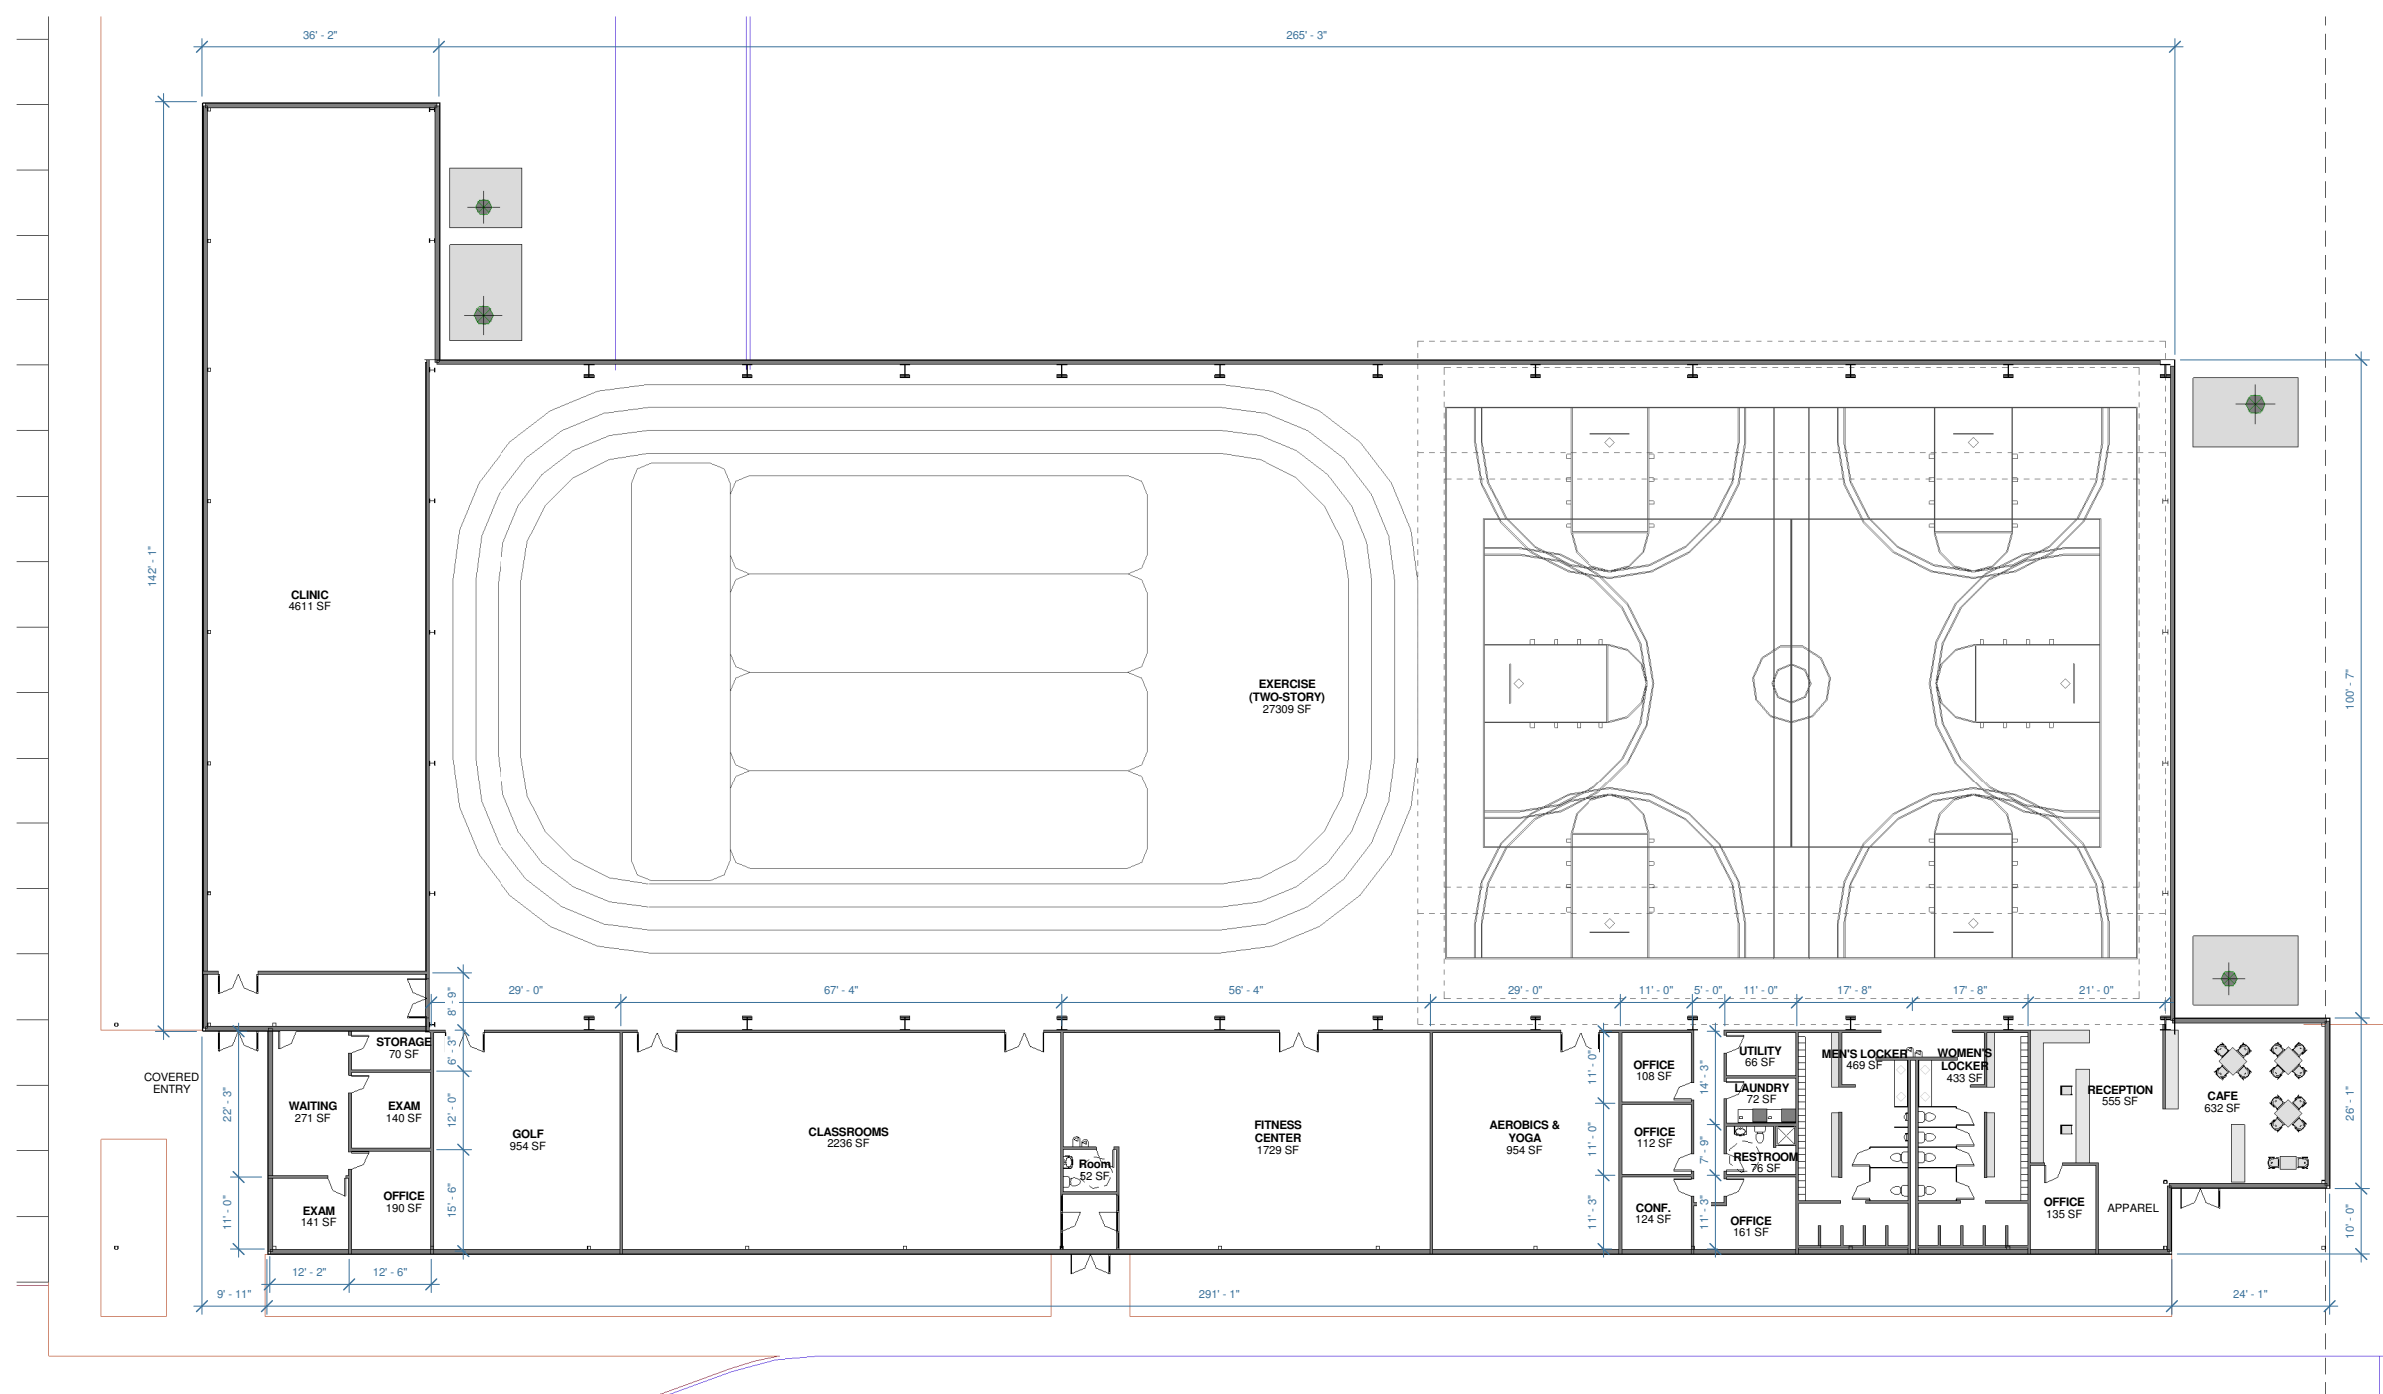 36' - 2"
265' - 3"
142' - 1"
CLINIC
4611 SF
EXERCISE
(TWO-STORY)
27309 SF
100' - 7"
8' - 9"
29' - 0"
67' - 4"
56' - 4"
29' - 0"
11' - 0"
5' - 0"
11' - 0"
17' - 8"
17' - 8"
21' - 0"
COVERED
ENTRY
22' - 3"
11' - 0"
WAITING
271 SF
EXAM
141 SF
STORAGE
70 SF
EXAM
140 SF
OFFICE
190 SF
6' - 3"
12' - 0"
15' - 6"
GOLF
954 SF
CLASSROOMS
2236 SF
Room
52 SF
FITNESS
CENTER
1729 SF
AEROBICS &
YOGA
954 SF
11' - 0"
11' - 0"
11' - 3"
OFFICE
108 SF
OFFICE
112 SF
CONF.
124 SF
14' - 3"
7' - 9"
11' - 3"
UTILITY
66 SF
LAUNDRY
72 SF
RESTROOM
76 SF
OFFICE
161 SF
MEN'S LOCKER
469 SF
WOMEN'S
LOCKER
433 SF
RECEPTION
555 SF
OFFICE
135 SF
APPAREL
CAFE
632 SF
26' - 1"
10' - 0"
12' - 2"
12' - 6"
9' - 11"
291' - 1"
24' - 1"